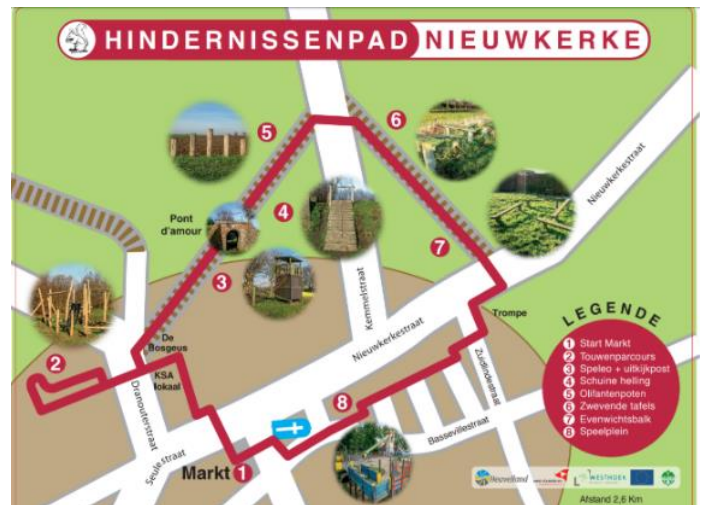 HINDERNISSENPAD NIEUWKERKE
5
6
4
Pont
d'amour
7
3
Nieuwkerkestraat
Kemmelstraat
Nieuwkerkestraat
Trompe
De
Bosgeus
2
KSA
lokaal
Dranouterstraat
Zuidlindestraat
8
Bassevillestraat
Seulestraat
Markt 1
LEGENDE
1 Start Markt
2 Touwenparcours
3 Speleo + uitkijkpost
4 Schuine helling
5 Olifantenpoten
6 Zwevende tafels
7 Evenwichtsbalk
8 Speelplein
Heuvelland
WESTHOEK
Afstand 2,6 Km